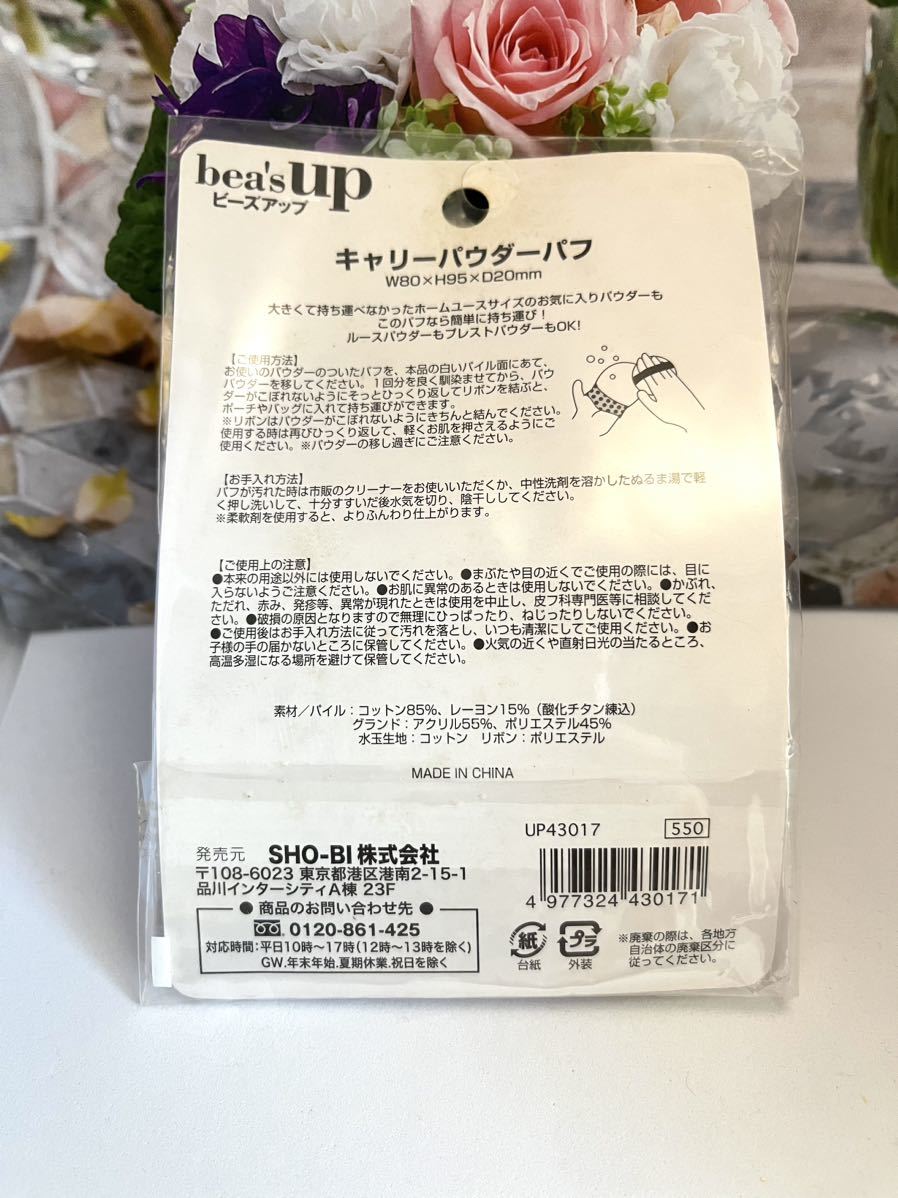 bea's up
ビーズアップ
キャリーパウダーパフ
W80×H95×D20mm
大きくて持ち運べなかったホームユースサイズのお気に入りパウダーも
このパフなら簡単に持ち運び！
ルースパウダーもプレストパウダーもOK!
【ご使用方法】
お使いのパウダーのついたパフを、本品の白いパイル面にあて、
パウダーを移してください。1回分を良く馴染ませてから、パウ
ダーがこぼれないようにそっとひっくり返してリボンを結ぶと、
ポーチやバッグに入れて持ち運びができます。
※リボンはパウダーがこぼれないようにきちんと結んでください。
使用する時は再びひっくり返して、軽くお肌を押さえるようにご
使用ください。※パウダーの移し過ぎにご注意ください。
【お手入れ方法】
パフが汚れた時は市販のクリーナーをお使いいただくか、中性洗剤を溶かしたぬるま湯で軽
く押し洗いして、十分すすいだ後水気を切り、陰干ししてください。
※柔軟剤を使用すると、よりふんわり仕上がります。
【ご使用上の注意】
●本来の用途以外には使用しないでください。●まぶたや目の近くでご使用の際には、目に
入らないようご注意ください。●お肌に異常のあるときは使用しないでください。●かぶれ、
ただれ、赤み、発疹等、異常が現れたときは使用を中止し、皮フ科専門医等に相談してくだ
さい。●破損の原因となりますので無理にひっぱったり、ねじったりしないでください。
●ご使用後はお手入れ方法に従って汚れを落とし、いつも清潔にしてご使用ください。●お
子様の手の届かないところに保管してください。●火気の近くや直射日光の当たるところ、
高温多湿になる場所を避けて保管してください。
素材／パイル：コットン85%、レーヨン15%（酸化チタン練込）
グランド：アクリル55%、ポリエステル45%
水玉生地：コットン リボン：ポリエステル
MADE IN CHINA
UP43017 550
発売元 SHO-BI株式会社
〒108-6023 東京都港区港南2-15-1
品川インターシティA棟 23F
● 商品のお問い合わせ先 ●
0120-861-425
対応時間：平日10時～17時（12時～13時を除く）
GW.年末年始.夏期休業.祝日を除く
4 977324 430171
紙
台紙
プラ
外装
※廃棄の際は、各地方
自治体の廃棄区分に
従ってください。